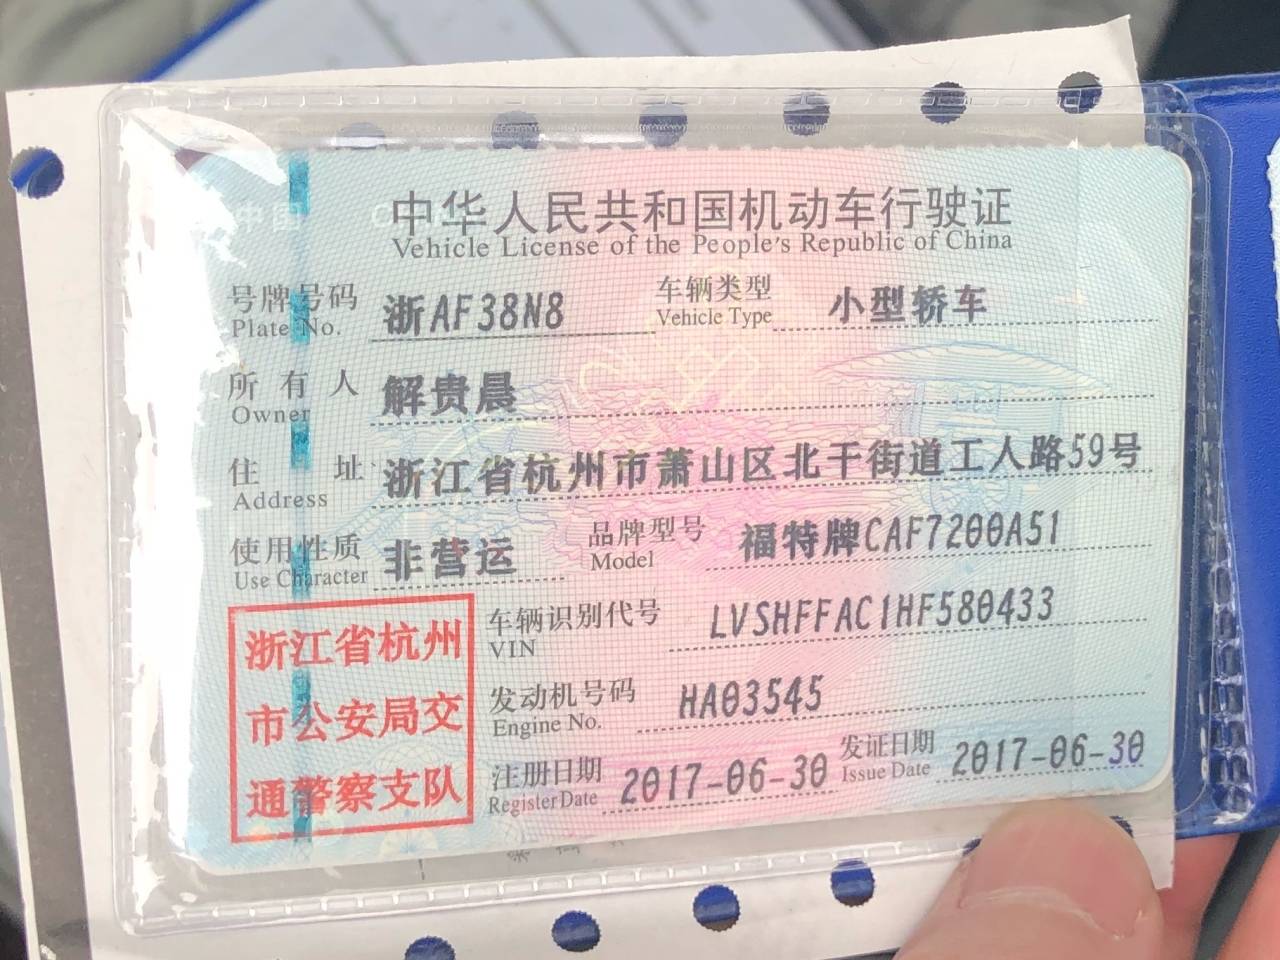 中华人民共和国机动车行驶证
Vehicle License of the People's Republic of China
号牌号码 浙AF38N8 车辆类型 小型轿车
Plate No. Vehicle Type
所有人 解贵晨
Owner
住址 浙江省杭州市萧山区北干街道工人路59号
Address
使用性质 非营运 品牌型号 福特牌CAF7200A51
Use Character Model
车辆识别代号 LVSHFFAC1HF580433
VIN
发动机号码 HA03545
Engine No.
注册日期 2017-06-30 发证日期 2017-06-30
Register Date Issue Date
浙江省杭州
市公安局交
通警察支队